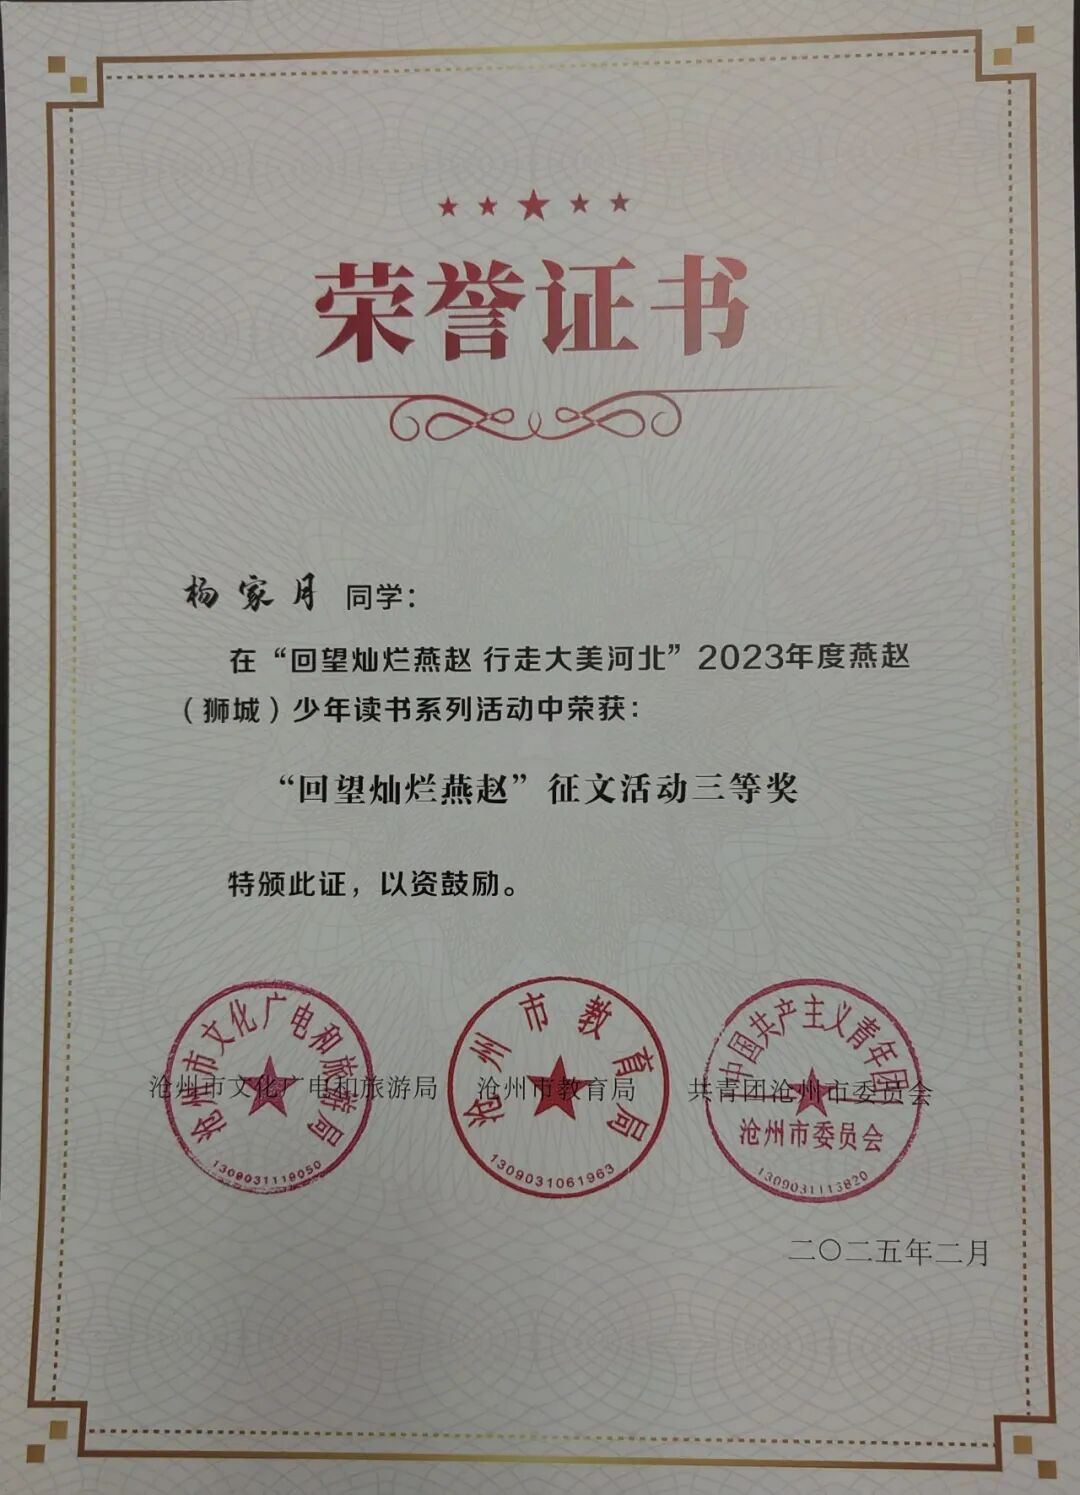 荣誉证书
杨家月 同学：
在“回望灿烂燕赵 行走大美河北”2023年度燕赵
（狮城）少年读书系列活动中荣获：
“回望灿烂燕赵”征文活动三等奖
特颁此证，以资鼓励。
沧州市文化广电和旅游局 沧州市教育局 共青团沧州市委员会
沧州市文化广电和旅游局
1309031119050
沧州市教育局
1309031061963
中国共产主义青年团
沧州市委员会
1309031113820
二〇二五年二月